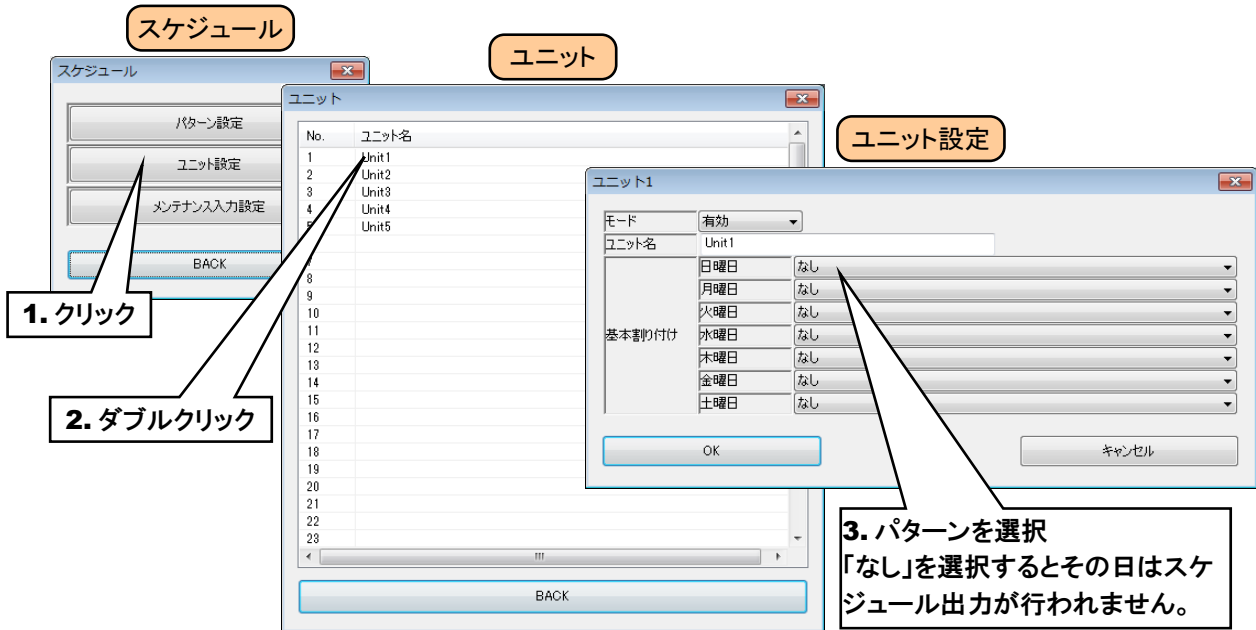 スケジュール
スケジュール
パターン設定
ユニット設定
メンテナンス入力設定
BACK
1. クリック
ユニット
ユニット
No. ユニット名
1 Unit1
2 Unit2
3 Unit3
4 Unit4
5 Unit5
7
8
9
10
11
12
13
14
15
16
17
18
19
20
21
22
23
BACK
2. ダブルクリック
ユニット設定
ユニット1
モード 有効
ユニット名 Unit1
基本割り付け
日曜日 なし
月曜日 なし
火曜日 なし
水曜日 なし
木曜日 なし
金曜日 なし
土曜日 なし
OK キャンセル
3. パターンを選択
「なし」を選択するとその日はスケ
ジュール出力が行われません。